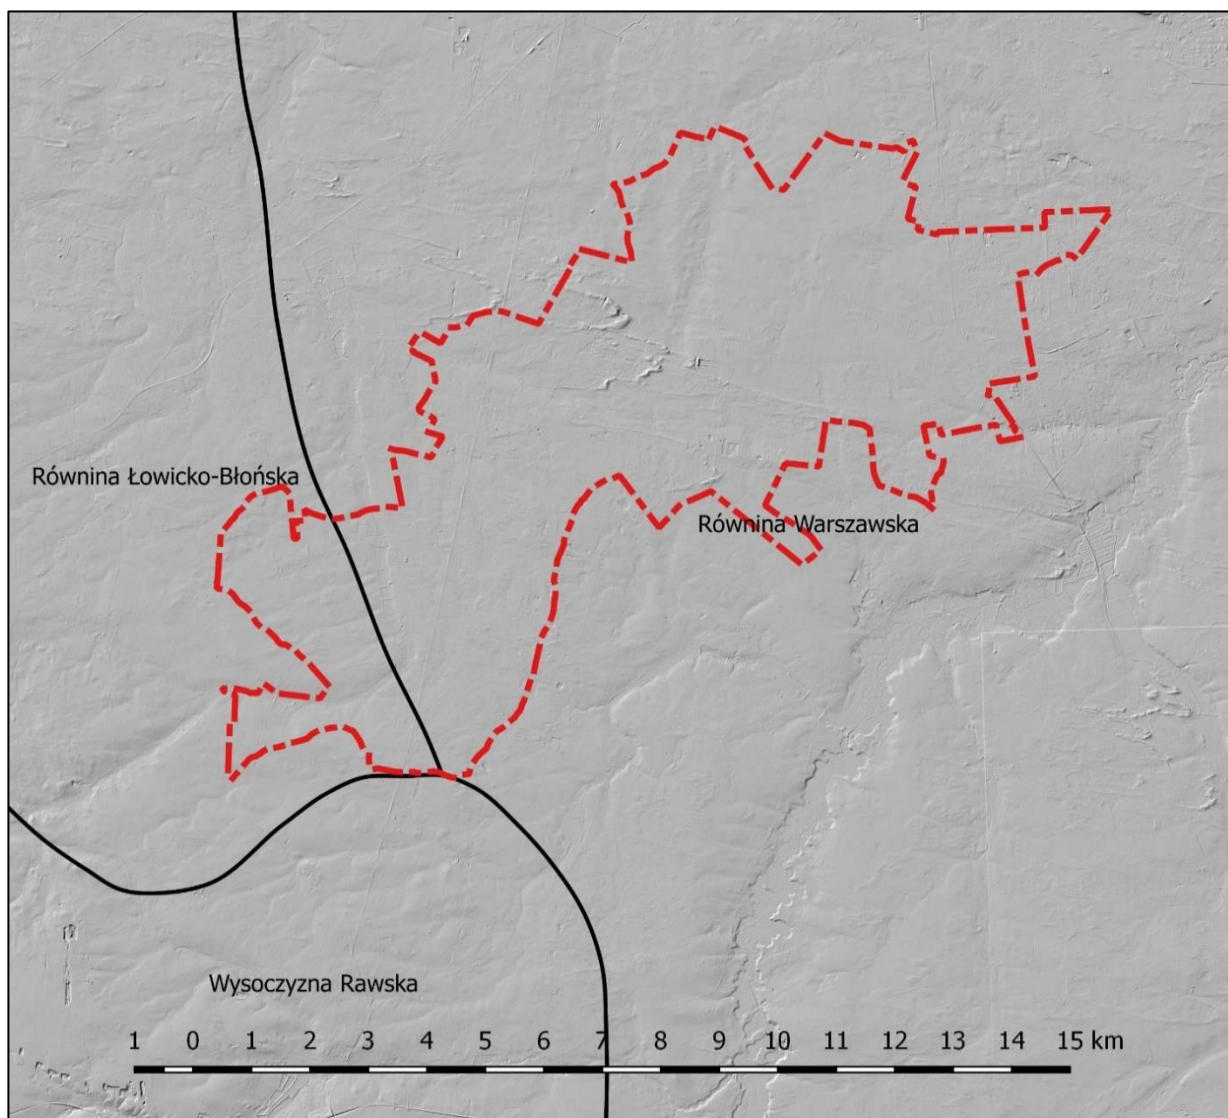 Równina Łowicko-Błońska
Równina Warszawska
Wysoczyzna Rawska
1 0 1 2 3 4 5 6 7 8 9 10 11 12 13 14 15 km